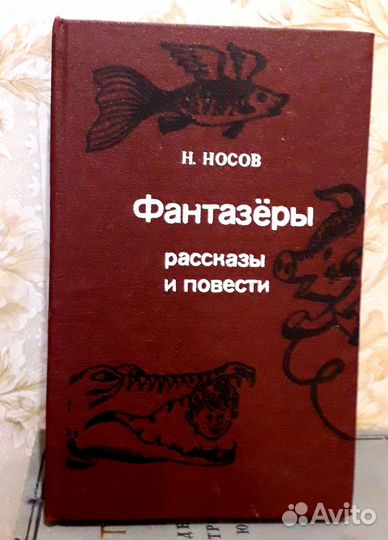 Н. НОСОВ
Фантазёры
рассказы
и повести
Avito